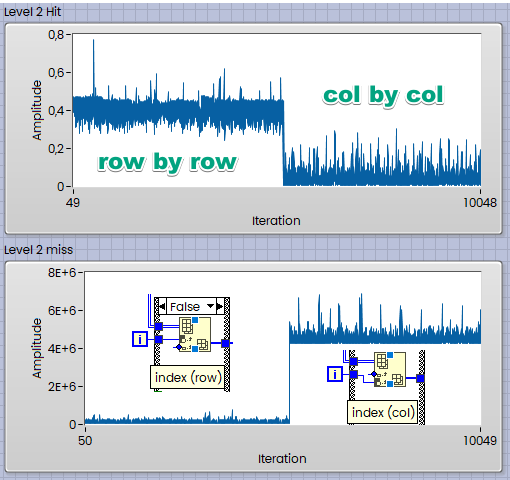 Level 2 Hit
0,8
0,6
0,4
0,2
0
Amplitude
row by row
col by col
49
10048
Iteration
Level 2 miss
8E+6
6E+6
4E+6
2E+6
0
Amplitude
False
i
index (row)
i
index (col)
50
10049
Iteration